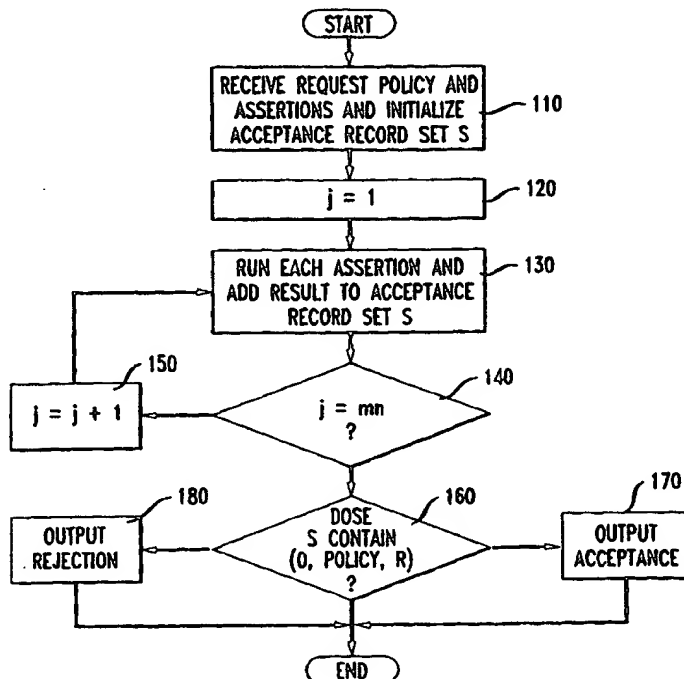 START
RECEIVE REQUEST POLICY AND
ASSERTIONS AND INITIALIZE
ACCEPTANCE RECORD SET S
110
j = 1
120
RUN EACH ASSERTION AND
ADD RESULT TO ACCEPTANCE
RECORD SET S
130
150
j = j + 1
140
j = mn
?
180
OUTPUT
REJECTION
160
DOSE
S CONTAIN
(0, POLICY, R)
?
170
OUTPUT
ACCEPTANCE
END